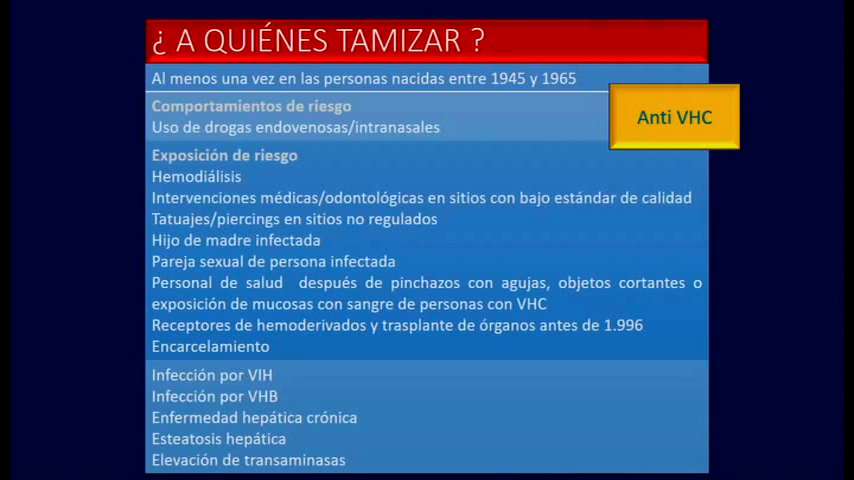 ¿ A QUIÉNES TAMIZAR ?
Al menos una vez en las personas nacidas entre 1945 y 1965
Anti VHC
Comportamientos de riesgo
Uso de drogas endovenosas/intranasales
Exposición de riesgo
Hemodiálisis
Intervenciones médicas/odontológicas en sitios con bajo estándar de calidad
Tatuajes/piercings en sitios no regulados
Hijo de madre infectada
Pareja sexual de persona infectada
Personal de salud después de pinchazos con agujas, objetos cortantes o
exposición de mucosas con sangre de personas con VHC
Receptores de hemoderivados y trasplante de órganos antes de 1.996
Encarcelamiento
Infección por VIH
Infección por VHB
Enfermedad hepática crónica
Esteatosis hepática
Elevación de transaminasas